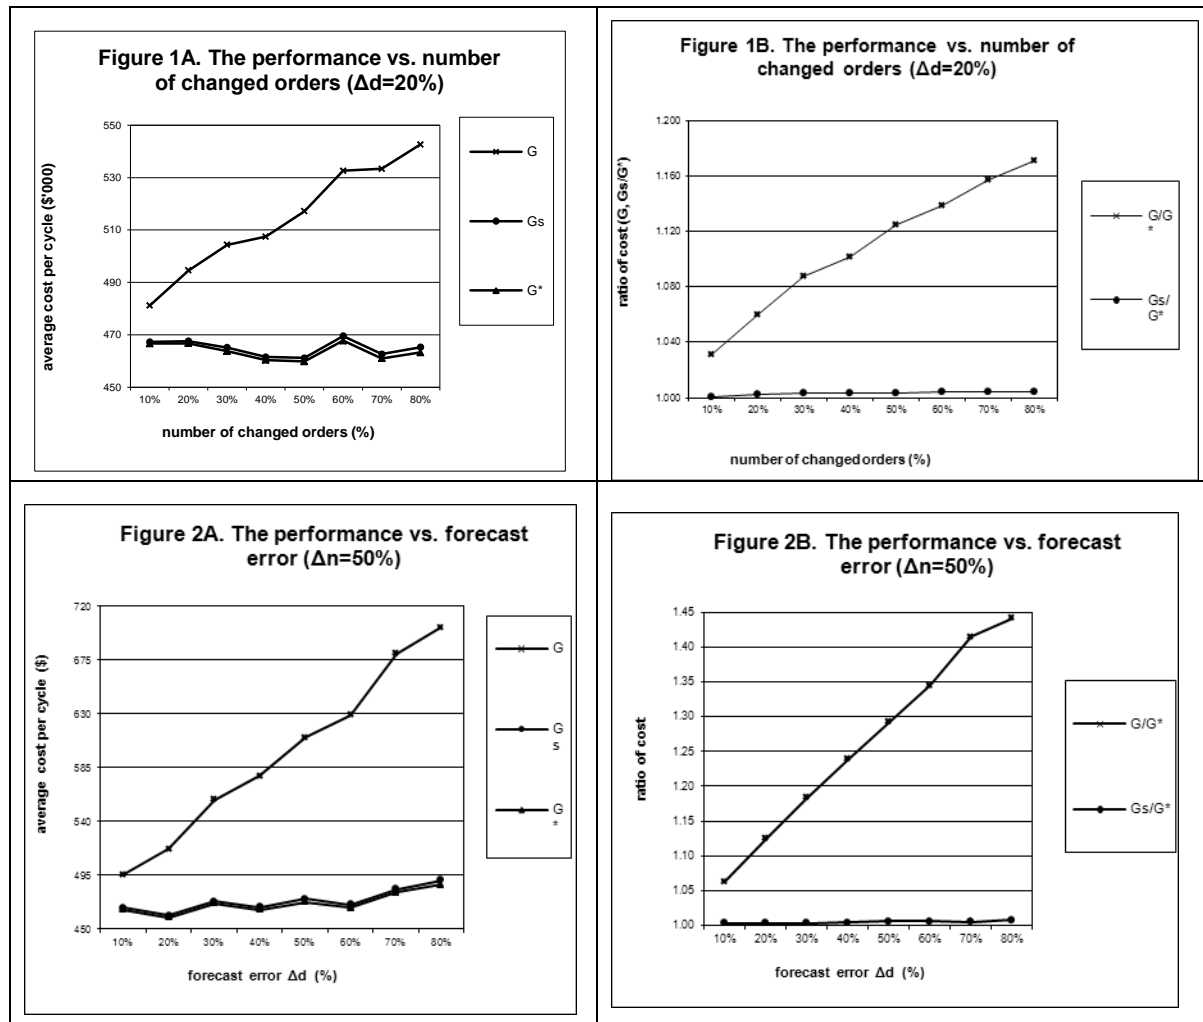 Figure 1A. The performance vs. number
of changed orders (Δd=20%)
average cost per cycle ($'000)
550
530
510
490
470
450
10% 20% 30% 40% 50% 60% 70% 80%
number of changed orders (%)
G
Gs
G*
Figure 1B. The performance vs. number of
changed orders (Δd=20%)
ratio of cost (G, Gs/G*)
1.200
1.160
1.120
1.080
1.040
1.000
10% 20% 30% 40% 50% 60% 70% 80%
number of changed orders (%)
G/G
*
Gs/
G*
Figure 2A. The performance vs. forecast
error (Δn=50%)
average cost per cycle ($)
720
675
630
585
540
495
450
10% 20% 30% 40% 50% 60% 70% 80%
forecast error Δd (%)
G
G
s
G
*
Figure 2B. The performance vs. forecast
error (Δn=50%)
ratio of cost
1.45
1.40
1.35
1.30
1.25
1.20
1.15
1.10
1.05
1.00
10% 20% 30% 40% 50% 60% 70% 80%
forecast error Δd (%)
G/G*
Gs/G*